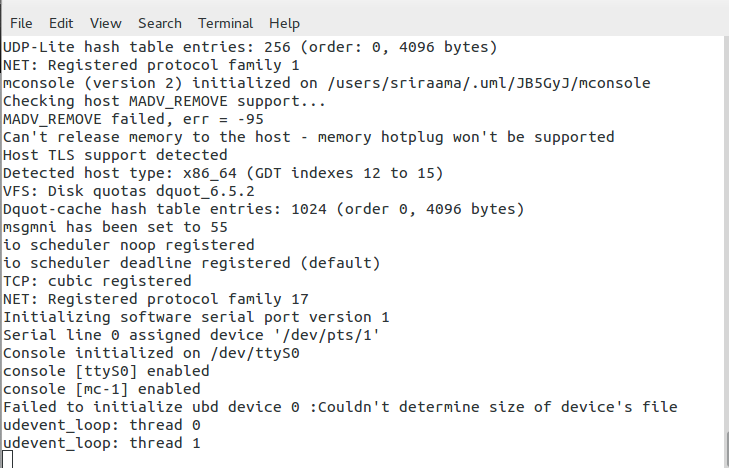 File Edit View Search Terminal Help
UDP-Lite hash table entries: 256 (order: 0, 4096 bytes)
NET: Registered protocol family 1
mconsole (version 2) initialized on /users/sriraama/.uml/JB5GyJ/mconsole
Checking host MADV_REMOVE support...
MADV_REMOVE failed, err = -95
Can't release memory to the host - memory hotplug won't be supported
Host TLS support detected
Detected host type: x86_64 (GDT indexes 12 to 15)
VFS: Disk quotas dquot_6.5.2
Dquot-cache hash table entries: 1024 (order 0, 4096 bytes)
msgmni has been set to 55
io scheduler noop registered
io scheduler deadline registered (default)
TCP: cubic registered
NET: Registered protocol family 17
Initializing software serial port version 1
Serial line 0 assigned device '/dev/pts/1'
Console initialized on /dev/ttyS0
console [ttyS0] enabled
console [mc-1] enabled
Failed to initialize ubd device 0 :Couldn't determine size of device's file
udevent_loop: thread 0
udevent_loop: thread 1